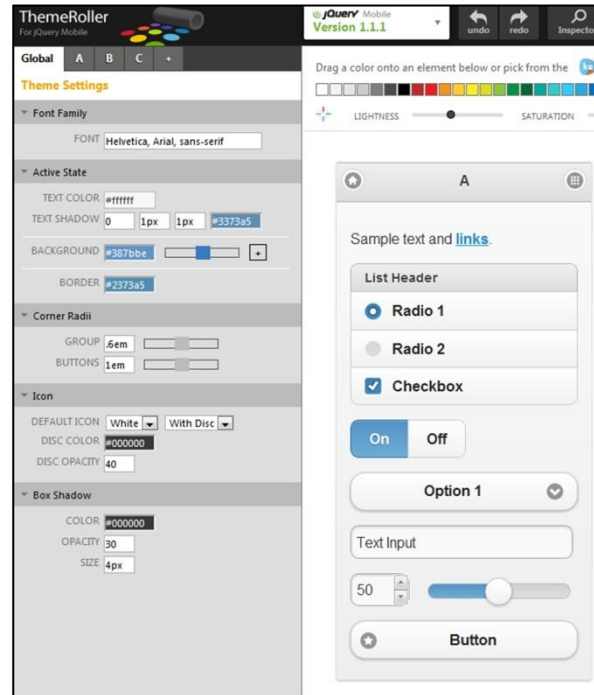 ThemeRoller
For jQuery Mobile
Global A B C +
Theme Settings
Font Family
FONT Helvetica, Arial, sans-serif
Active State
TEXT COLOR #ffffff
TEXT SHADOW 0 1px 1px #3373a5
BACKGROUND #387bbe +
BORDER #2373a5
Corner Radii
GROUP .6em
BUTTONS 1em
Icon
DEFAULT ICON White With Disc
DISC COLOR #000000
DISC OPACITY 40
Box Shadow
COLOR #000000
OPACITY 30
SIZE 4px
jQuery Mobile
Version 1.1.1
undo redo Inspecto
Drag a color onto an element below or pick from the ku
LIGHTNESS SATURATION
A
Sample text and links.
List Header
Radio 1
Radio 2
Checkbox
On Off
Option 1
Text Input
50
Button